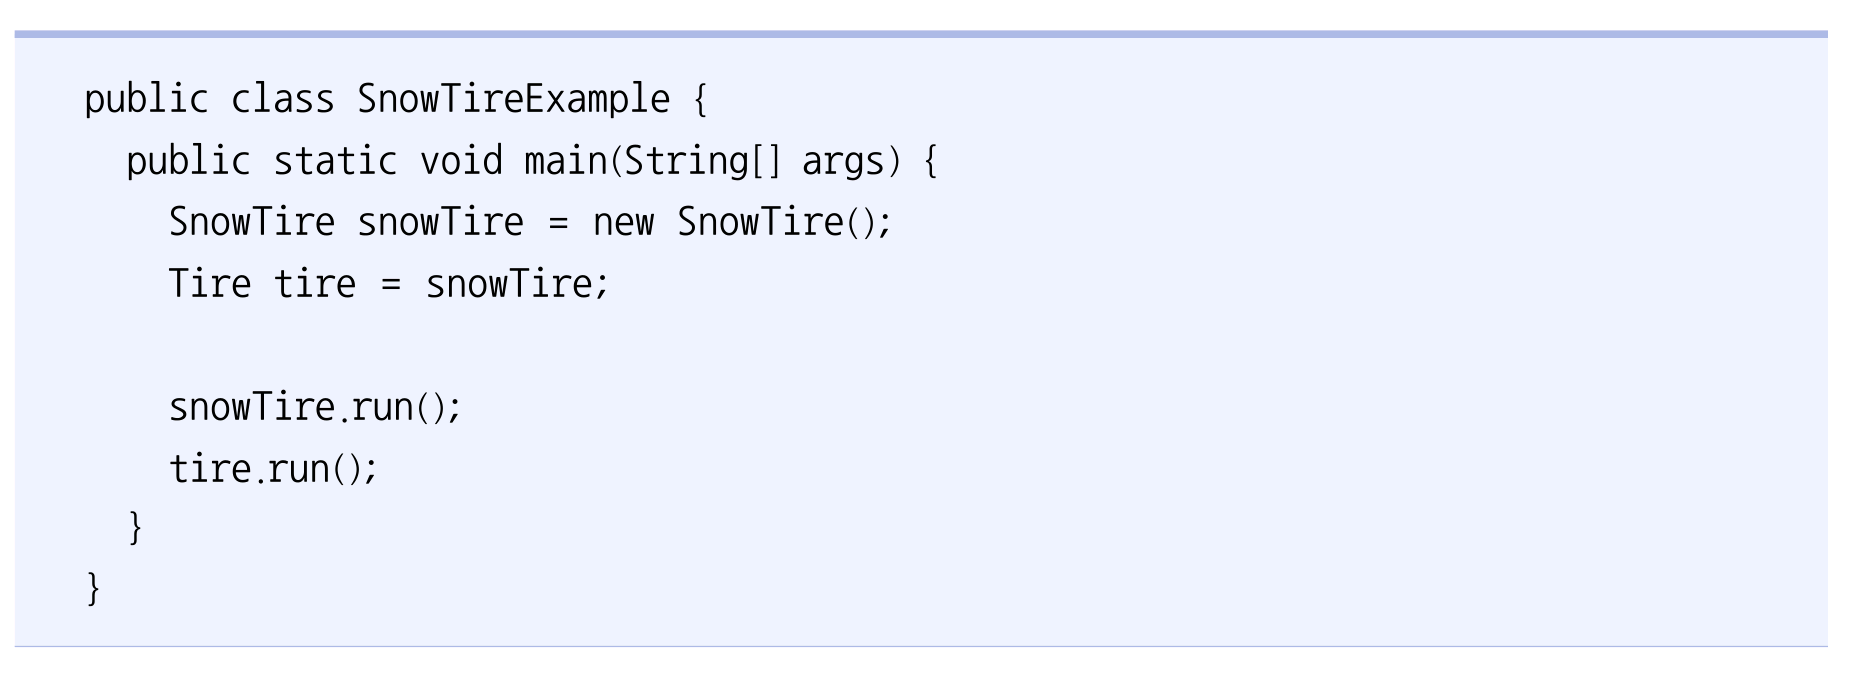 public class SnowTireExample {
  public static void main(String[] args) {
    SnowTire snowTire = new SnowTire();
    Tire tire = snowTire;

    snowTire.run();
    tire.run();
  }
}